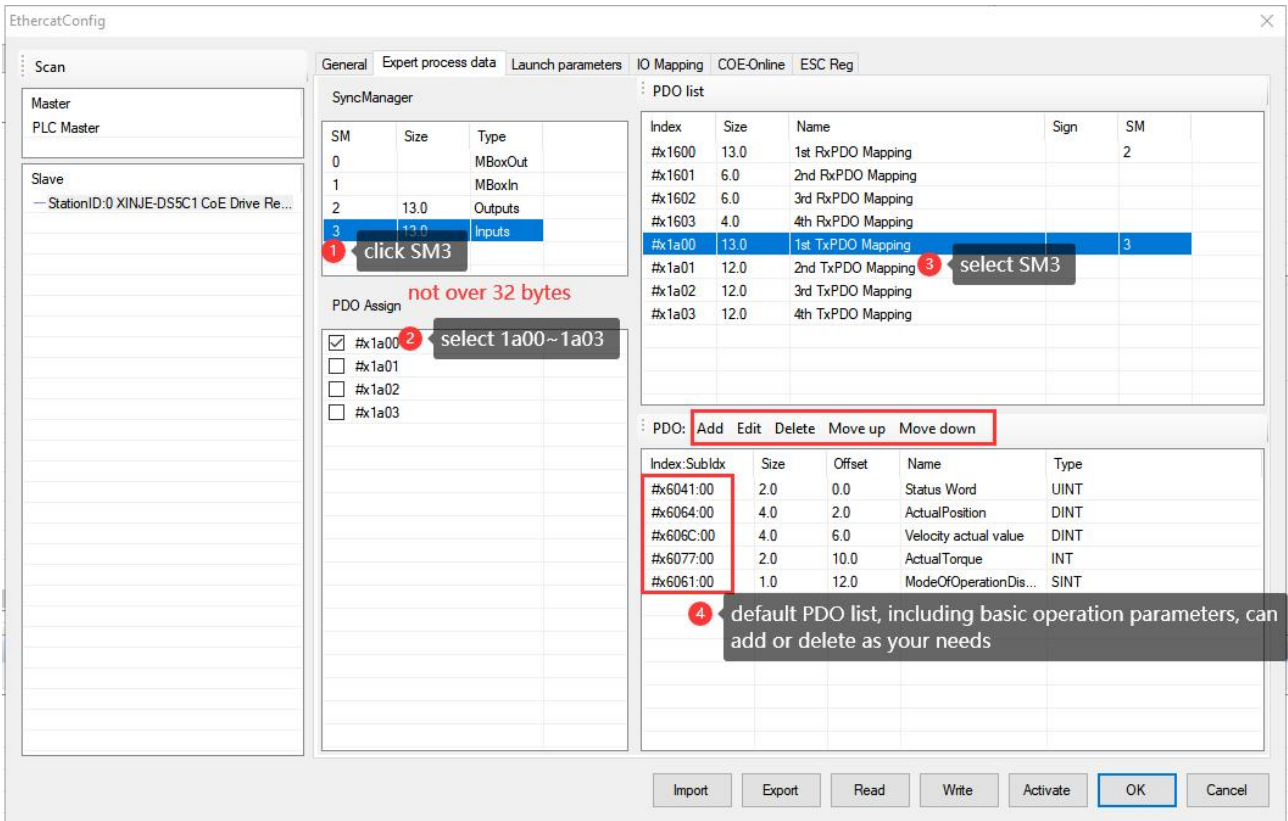 EthercatConfig
Scan
Master
PLC Master
Slave
StationID:0 XINJE-DS5C1 CoE Drive Re...
General Expert process data Launch parameters IO Mapping COE-Online ESC Reg
SyncManager
SM Size Type
0 MBoxOut
1 MBoxIn
2 13.0 Outputs
3 13.0 Inputs
1 click SM3
not over 32 bytes
PDO Assign
#x1a00
2 select 1a00~1a03
#x1a01
#x1a02
#x1a03
PDO list
Index Size Name Sign SM
#x1600 13.0 1st RxPDO Mapping 2
#x1601 6.0 2nd RxPDO Mapping
#x1602 6.0 3rd RxPDO Mapping
#x1603 4.0 4th RxPDO Mapping
#x1a00 13.0 1st TxPDO Mapping 3
#x1a01 12.0 2nd TxPDO Mapping
3 select SM3
#x1a02 12.0 3rd TxPDO Mapping
#x1a03 12.0 4th TxPDO Mapping
PDO: Add Edit Delete Move up Move down
Index:SubIdx Size Offset Name Type
#x6041:00 2.0 0.0 Status Word UINT
#x6064:00 4.0 2.0 ActualPosition DINT
#x606C:00 4.0 6.0 Velocity actual value DINT
#x6077:00 2.0 10.0 ActualTorque INT
#x6061:00 1.0 12.0 ModeOfOperationDis... SINT
4 default PDO list, including basic operation parameters, can
add or delete as your needs
Import Export Read Write Activate OK Cancel